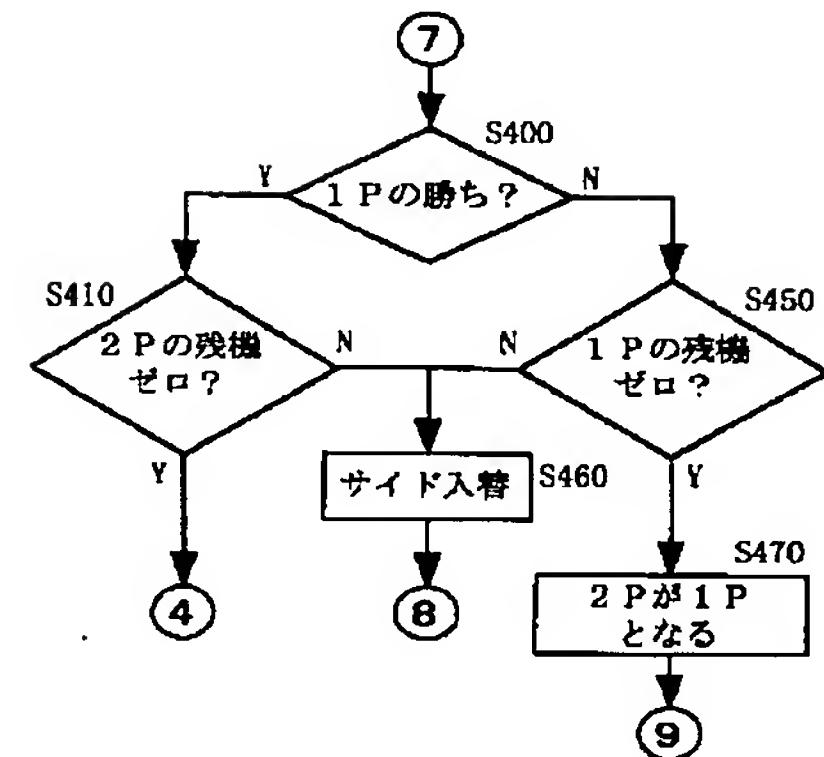 7
S400
Y
1Pの勝ち?
N
S410
2Pの残機
ゼロ?
N
Y
S450
1Pの残機
ゼロ?
N
Y
サイド入替
S460
S470
2Pが1P
となる
4
8
9